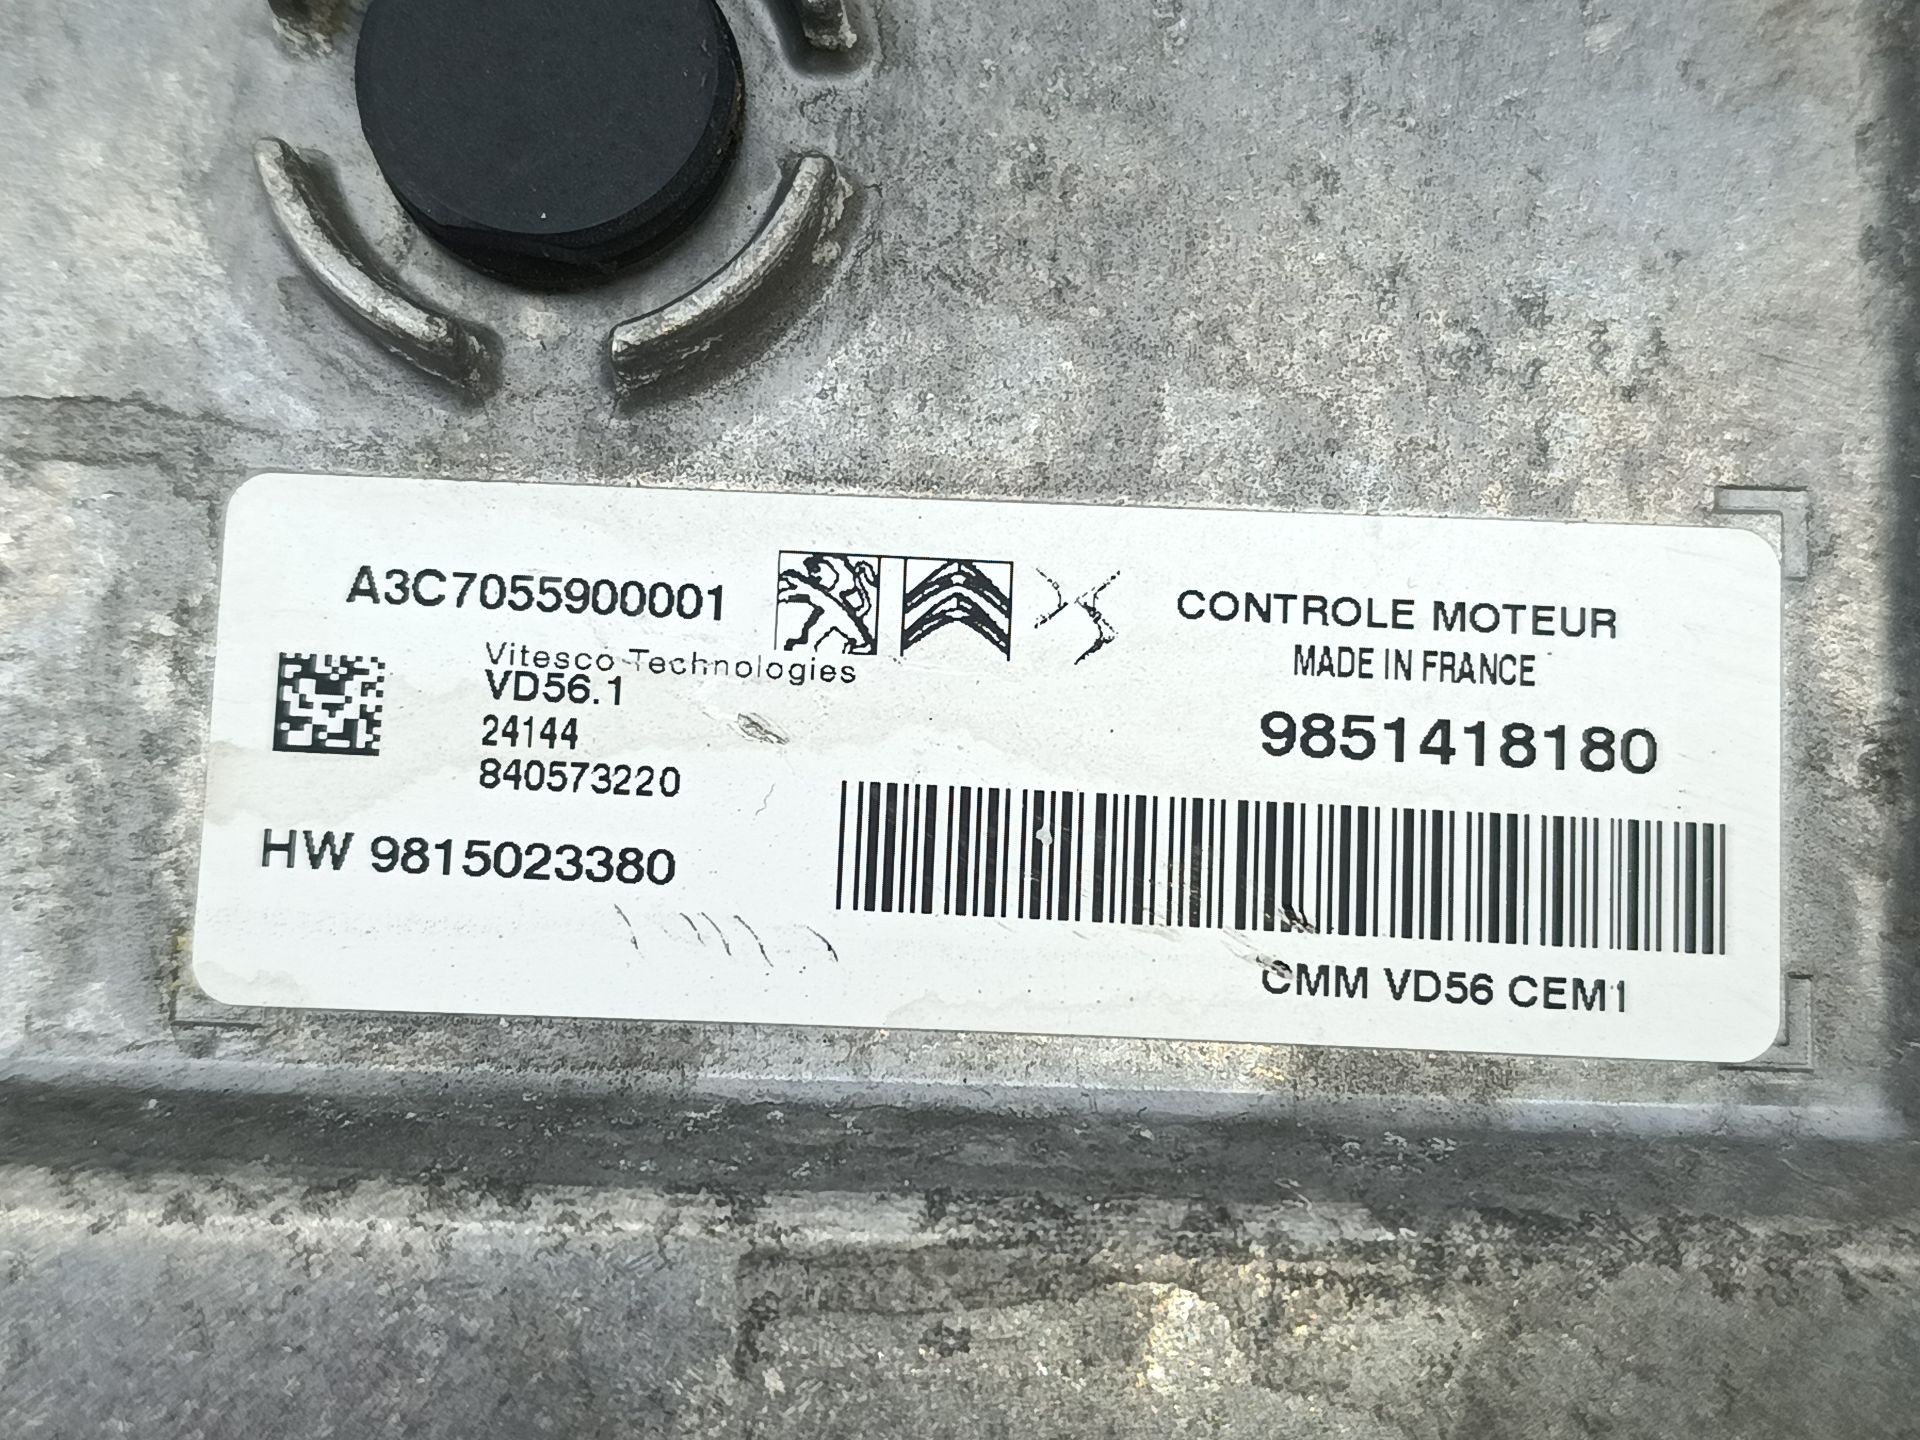 A3C7055900001
Vitesco Technologies
VD56.1
24144
840573220
HW 9815023380
CONTROLE MOTEUR
MADE IN FRANCE
9851418180
CMM VD56 CEM1